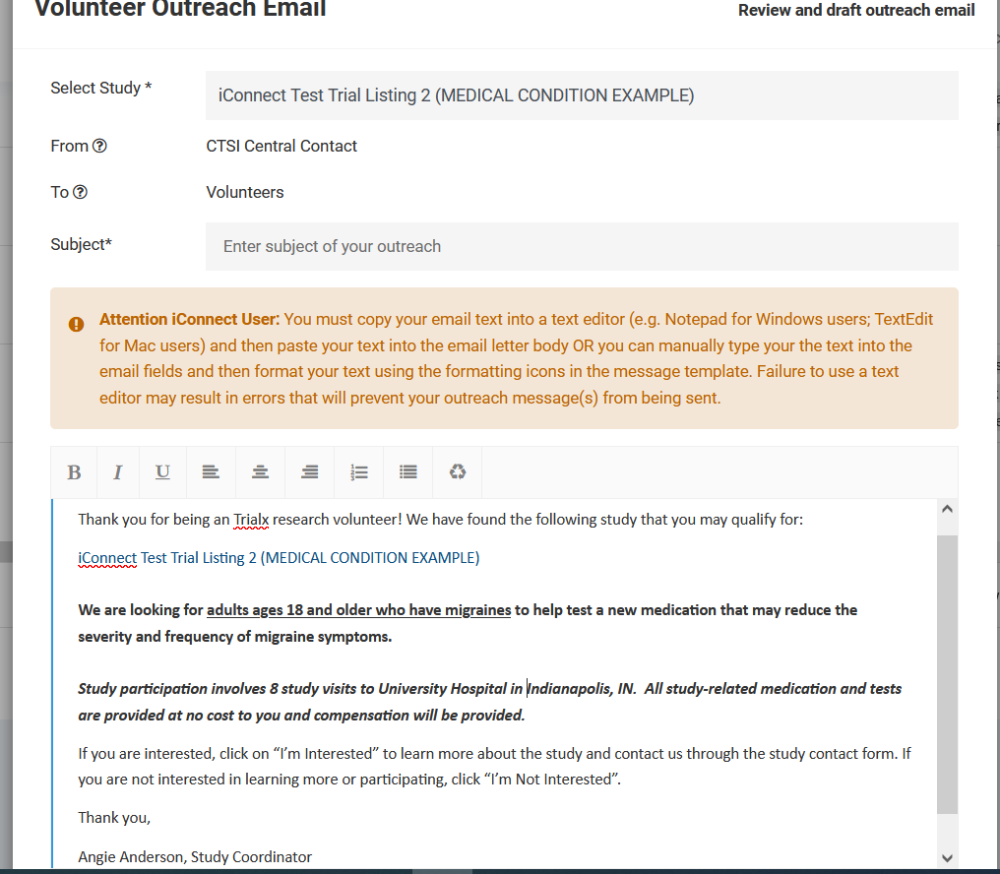 Volunteer Outreach Email
Review and draft outreach email
Select Study *
iConnect Test Trial Listing 2 (MEDICAL CONDITION EXAMPLE)
From ?
CTSI Central Contact
To ?
Volunteers
Subject*
Enter subject of your outreach
Attention iConnect User: You must copy your email text into a text editor (e.g. Notepad for Windows users; TextEdit
for Mac users) and then paste your text into the email letter body OR you can manually type your the text into the
email fields and then format your text using the formatting icons in the message template. Failure to use a text
editor may result in errors that will prevent your outreach message(s) from being sent.
B I U
Thank you for being an Trialx research volunteer! We have found the following study that you may qualify for:
iConnect Test Trial Listing 2 (MEDICAL CONDITION EXAMPLE)
We are looking for adults ages 18 and older who have migraines to help test a new medication that may reduce the
severity and frequency of migraine symptoms.
Study participation involves 8 study visits to University Hospital in Indianapolis, IN.  All study-related medication and tests
are provided at no cost to you and compensation will be provided.
If you are interested, click on “I’m Interested” to learn more about the study and contact us through the study contact form. If
you are not interested in learning more or participating, click “I’m Not Interested”.
Thank you,
Angie Anderson, Study Coordinator